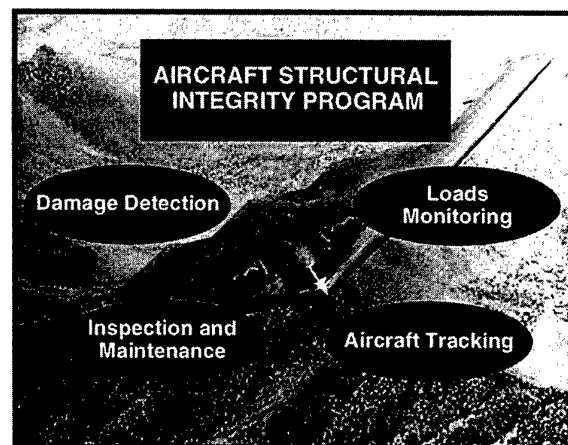 AIRCRAFT STRUCTURAL
INTEGRITY PROGRAM
Damage Detection
Loads
Monitoring
Inspection and
Maintenance
Aircraft Tracking